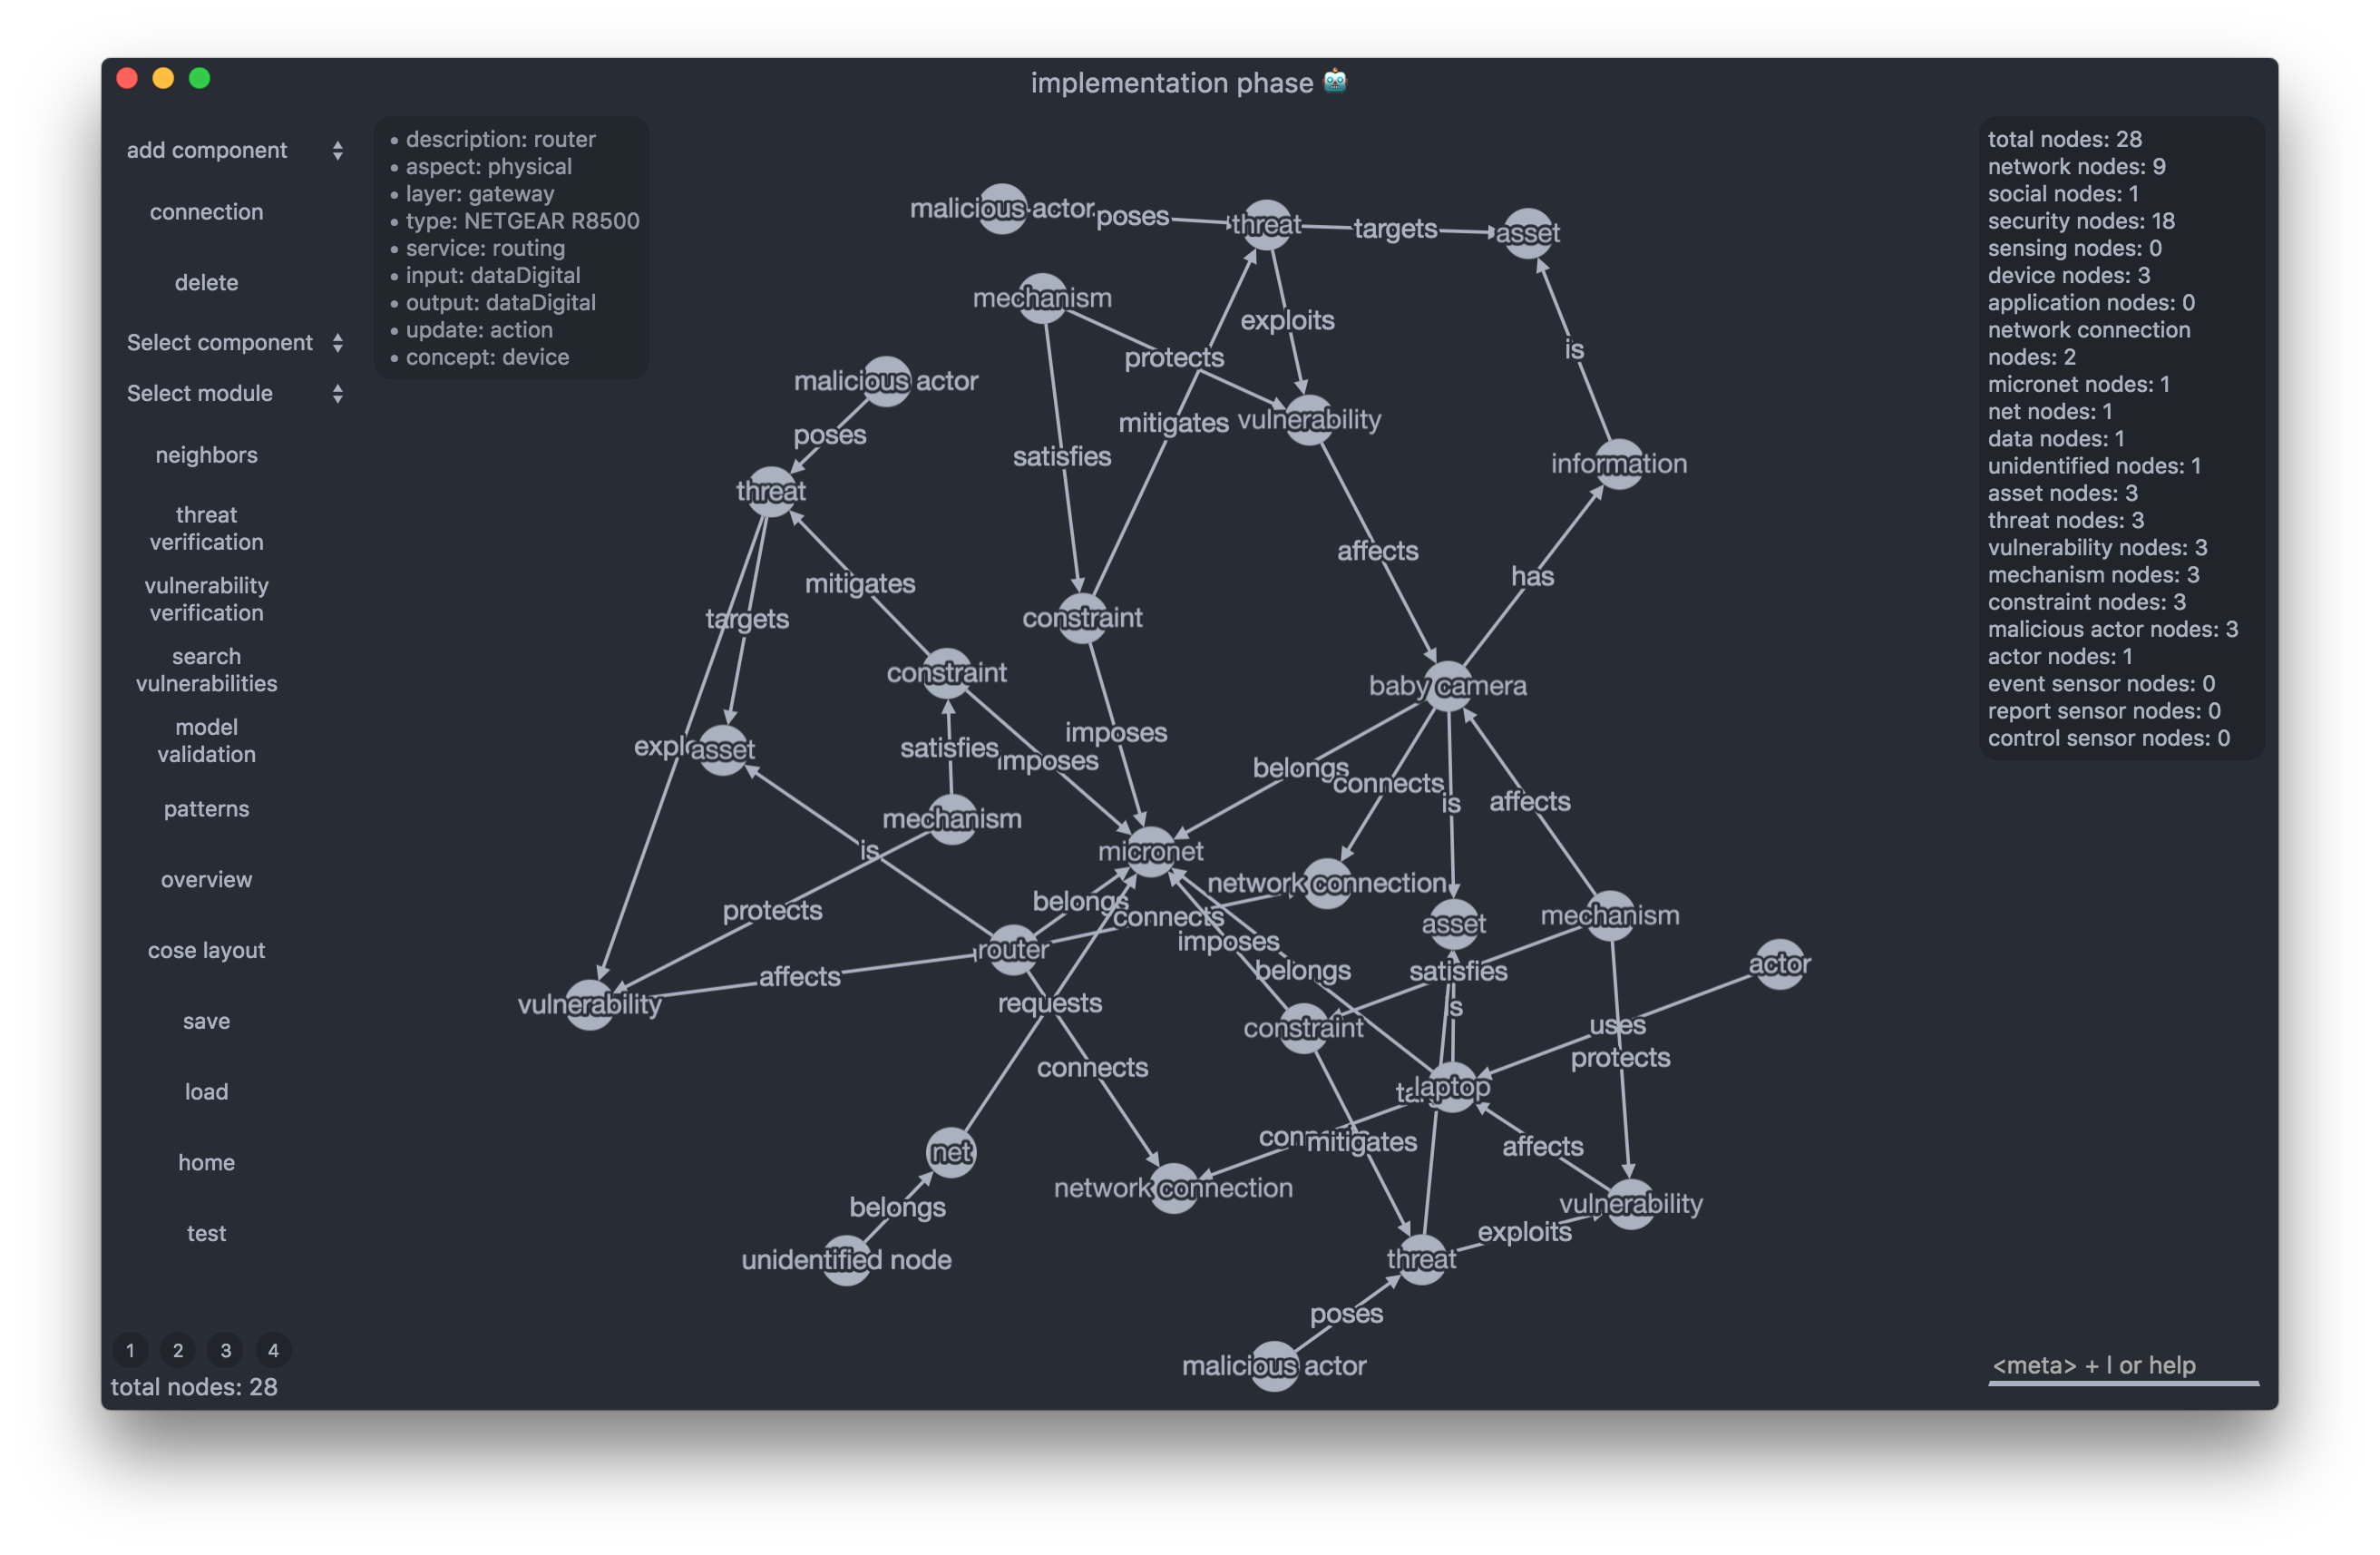 implementation phase 🤖
add component
connection
delete
Select component
Select module
neighbors
threat
verification
vulnerability
verification
search
vulnerabilities
model
validation
patterns
overview
cose layout
save
load
home
test
1 2 3 4
total nodes: 28
• description: router
• aspect: physical
• layer: gateway
• type: NETGEAR R8500
• service: routing
• input: dataDigital
• output: dataDigital
• update: action
• concept: device
malicious actor
poses
threat
targets
asset
mechanism
exploits
is
protects
malicious actor
mitigates
vulnerability
poses
satisfies
information
threat
affects
has
mitigates
targets
constraint
constraint
baby camera
imposes
asset
satisfies
imposes
belongs
connects
is
affects
mechanism
is
micronet
network connection
belongs
protects
connects
asset
mechanism
imposes
router
affects
belongs
satisfies
actor
vulnerability
requests
is
constraint
uses
protects
connects
laptop
mitigates
affects
net
network connection
vulnerability
belongs
exploits
unidentified node
threat
poses
malicious actor
total nodes: 28
network nodes: 9
social nodes: 1
security nodes: 18
sensing nodes: 0
device nodes: 3
application nodes: 0
network connection
nodes: 2
micronet nodes: 1
net nodes: 1
data nodes: 1
unidentified nodes: 1
asset nodes: 3
threat nodes: 3
vulnerability nodes: 3
mechanism nodes: 3
constraint nodes: 3
malicious actor nodes: 3
actor nodes: 1
event sensor nodes: 0
report sensor nodes: 0
control sensor nodes: 0
<meta> + l or help